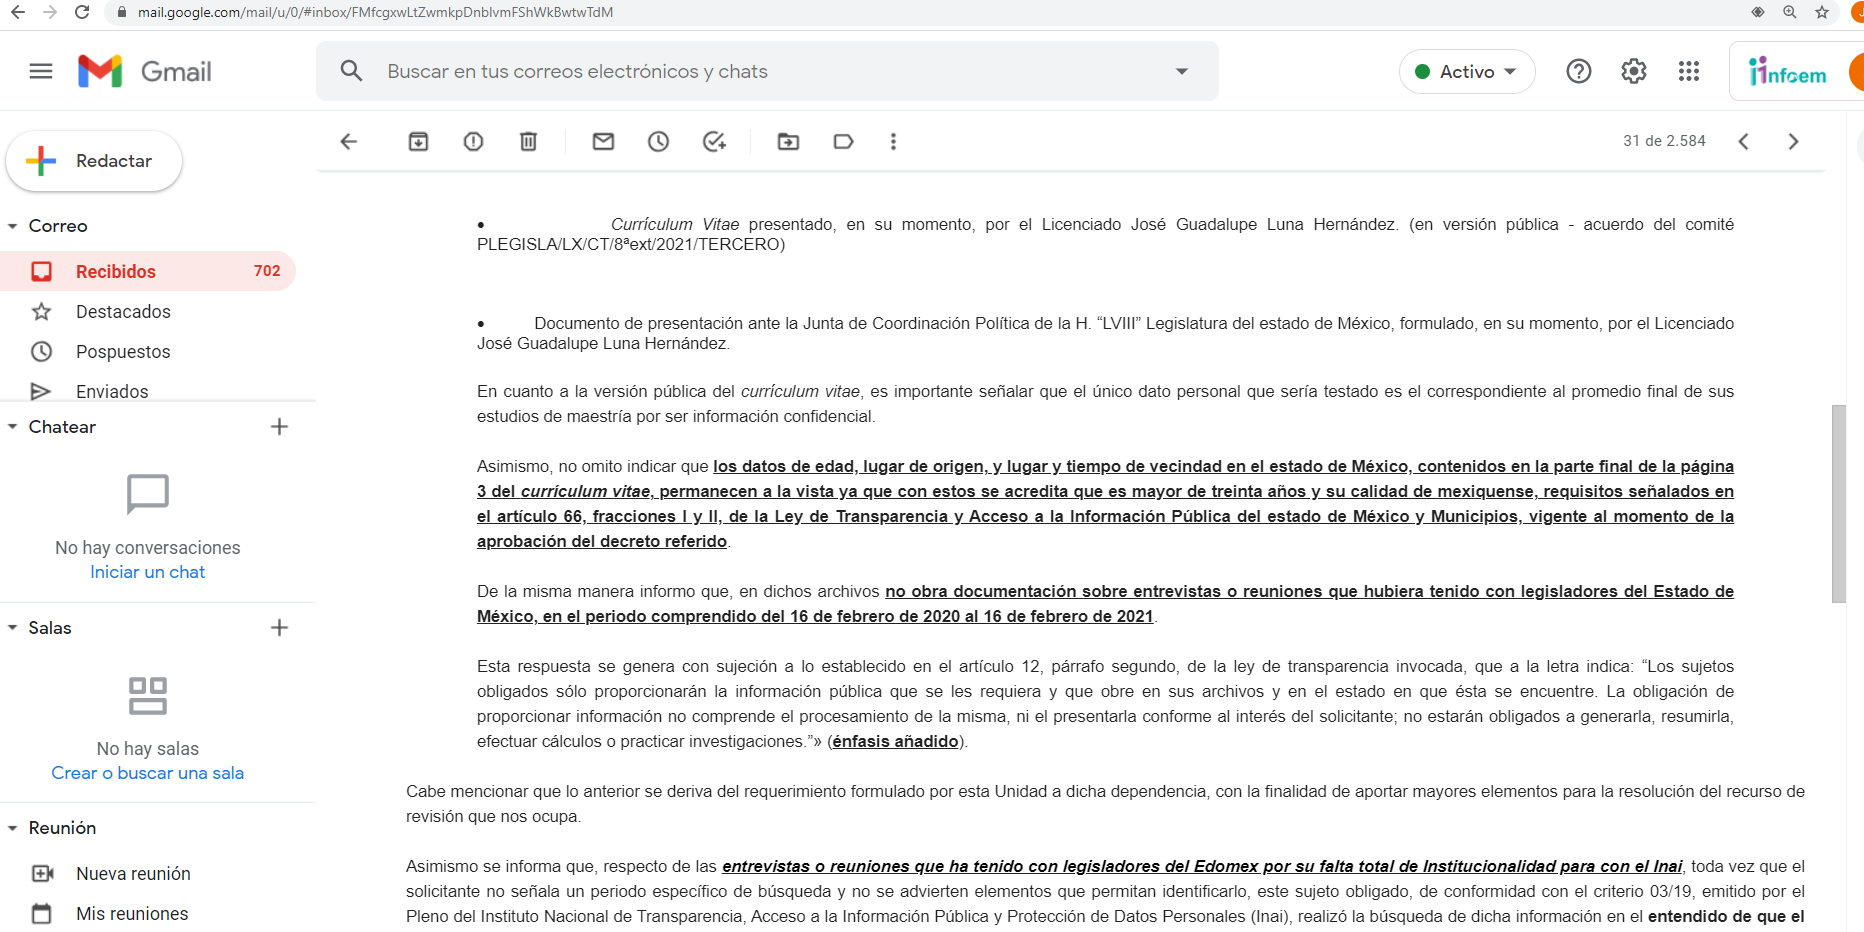 mail.google.com/mail/u/0/#inbox/FMfcgxwLtZwmkpDnblvmFShWkBwtwTdM
Gmail
Buscar en tus correos electrónicos y chats
Activo
infoem
Redactar
31 de 2.584
Correo
Recibidos 702
Destacados
Pospuestos
Enviados
Chatear
No hay conversaciones
Iniciar un chat
Salas
No hay salas
Crear o buscar una sala
Reunión
Nueva reunión
Mis reuniones
• Currículum Vitae presentado, en su momento, por el Licenciado José Guadalupe Luna Hernández. (en versión pública - acuerdo del comité
PLEGISLA/LX/CT/8ªext/2021/TERCERO)
• Documento de presentación ante la Junta de Coordinación Política de la H. “LVIII” Legislatura del estado de México, formulado, en su momento, por el Licenciado
José Guadalupe Luna Hernández.
En cuanto a la versión pública del currículum vitae, es importante señalar que el único dato personal que sería testado es el correspondiente al promedio final de sus
estudios de maestría por ser información confidencial.
Asimismo, no omito indicar que los datos de edad, lugar de origen, y lugar y tiempo de vecindad en el estado de México, contenidos en la parte final de la página
3 del currículum vitae, permanecen a la vista ya que con estos se acredita que es mayor de treinta años y su calidad de mexiquense, requisitos señalados en
el artículo 66, fracciones I y II, de la Ley de Transparencia y Acceso a la Información Pública del estado de México y Municipios, vigente al momento de la
aprobación del decreto referido.
De la misma manera informo que, en dichos archivos no obra documentación sobre entrevistas o reuniones que hubiera tenido con legisladores del Estado de
México, en el periodo comprendido del 16 de febrero de 2020 al 16 de febrero de 2021.
Esta respuesta se genera con sujeción a lo establecido en el artículo 12, párrafo segundo, de la ley de transparencia invocada, que a la letra indica: “Los sujetos
obligados sólo proporcionarán la información pública que se les requiera y que obre en sus archivos y en el estado en que ésta se encuentre. La obligación de
proporcionar información no comprende el procesamiento de la misma, ni el presentarla conforme al interés del solicitante; no estarán obligados a generarla, resumirla,
efectuar cálculos o practicar investigaciones.”» (énfasis añadido).
Cabe mencionar que lo anterior se deriva del requerimiento formulado por esta Unidad a dicha dependencia, con la finalidad de aportar mayores elementos para la resolución del recurso de
revisión que nos ocupa.
Asimismo se informa que, respecto de las entrevistas o reuniones que ha tenido con legisladores del Edomex por su falta total de Institucionalidad para con el Inai, toda vez que el
solicitante no señala un periodo específico de búsqueda y no se advierten elementos que permitan identificarlo, este sujeto obligado, de conformidad con el criterio 03/19, emitido por el
Pleno del Instituto Nacional de Transparencia, Acceso a la Información Pública y Protección de Datos Personales (Inai), realizó la búsqueda de dicha información en el entendido de que el